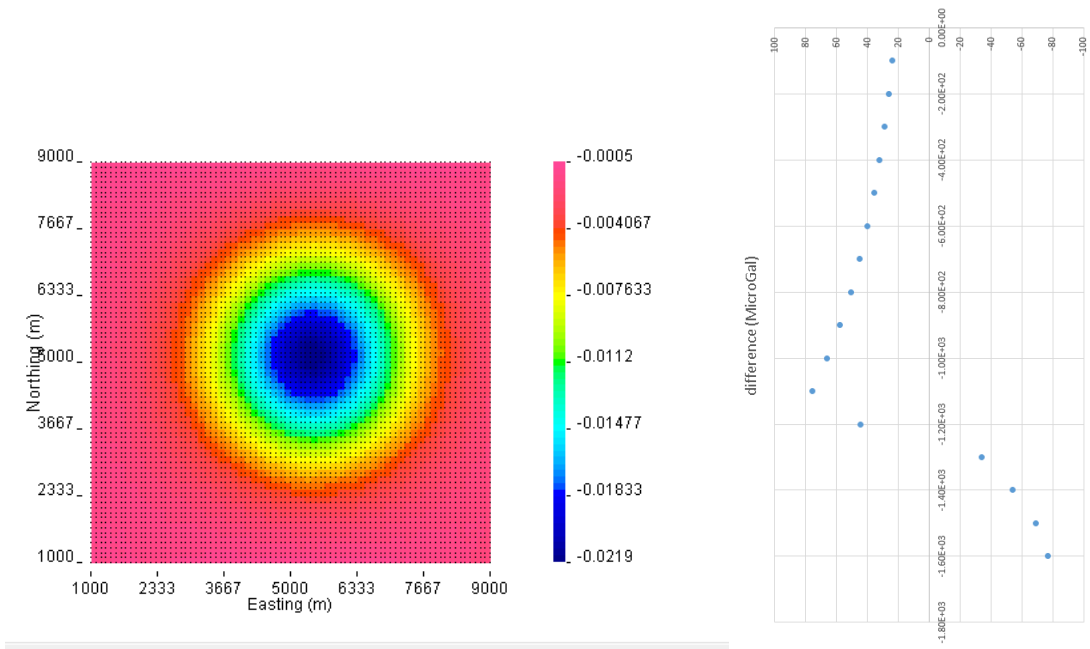 9000
7667
6333
5000
3667
2333
1000
Northing (m)
1000 2333 3667 5000 6333 7667 9000
Easting (m)
-0.0005
-0.004067
-0.007633
-0.0112
-0.01477
-0.01833
-0.0219
100 80 60 40 20 0 -20 -40 -60 -80 -100
0.00E+00
-2.00E+02
-4.00E+02
-6.00E+02
-8.00E+02
-1.00E+03
-1.20E+03
-1.40E+03
-1.60E+03
-1.80E+03
difference (MicroGal)